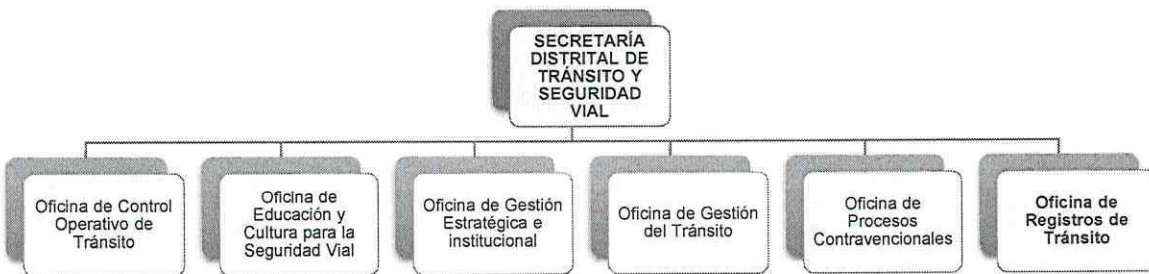 SECRETARÍA
DISTRITAL DE
TRÁNSITO Y
SEGURIDAD
VIAL
Oficina de Control
Operativo de
Tránsito
Oficina de
Educación y
Cultura para la
Seguridad Vial
Oficina de Gestión
Estratégica e
institucional
Oficina de Gestión
del Tránsito
Oficina de
Procesos
Contravencionales
Oficina de
Registros de
Tránsito